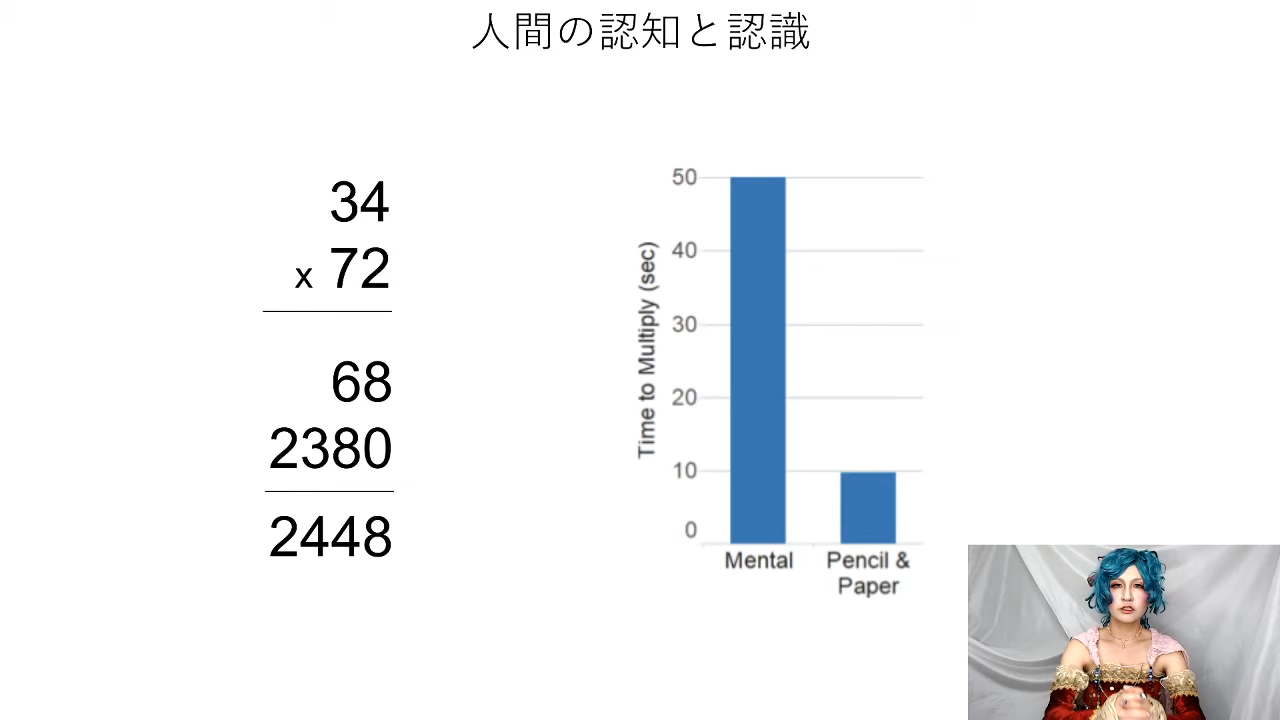 人間の認知と認識
34
x 72
68
2380
2448
50
40
30
20
10
0
Time to Multiply (sec)
Mental
Pencil &
Paper